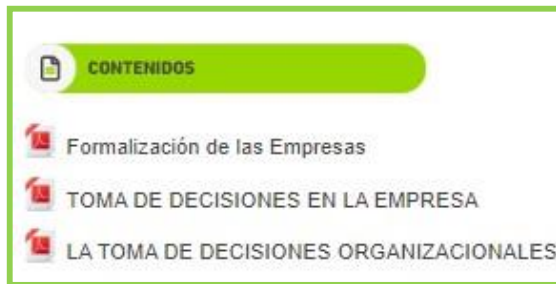 CONTENIDOS
Formalización de las Empresas
TOMA DE DECISIONES EN LA EMPRESA
LA TOMA DE DECISIONES ORGANIZACIONALES